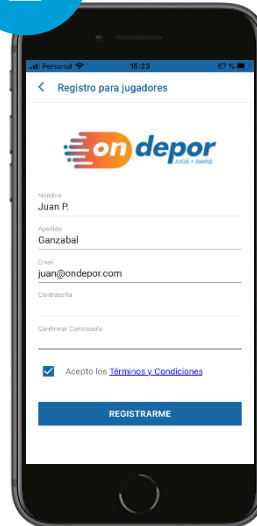 Personal 15:23 67 %
Registro para jugadores
on depor
JUGÁ + SIMPLE
Nombre
Juan P.
Apellido
Ganzabal
Email
juan@ondepor.com
Contraseña
Confirmar Contraseña
Acepto los Términos y Condiciones
REGISTRARME